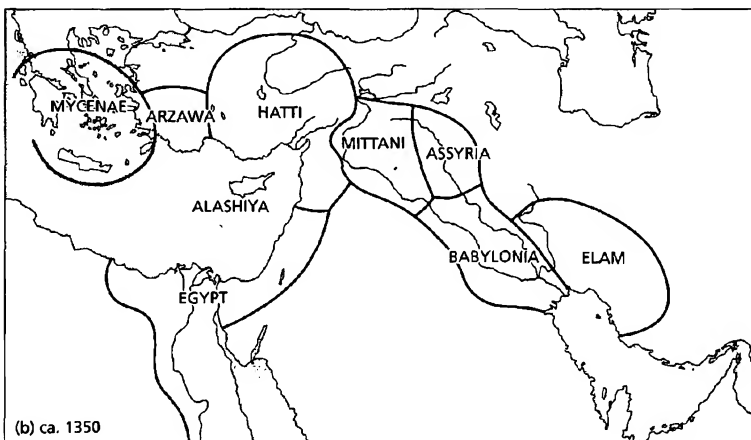 MYCENAE
ARZAWA
HATTI
MITTANI
ASSYRIA
ALASHIYA
BABYLONIA
ELAM
EGYPT
(b) ca. 1350